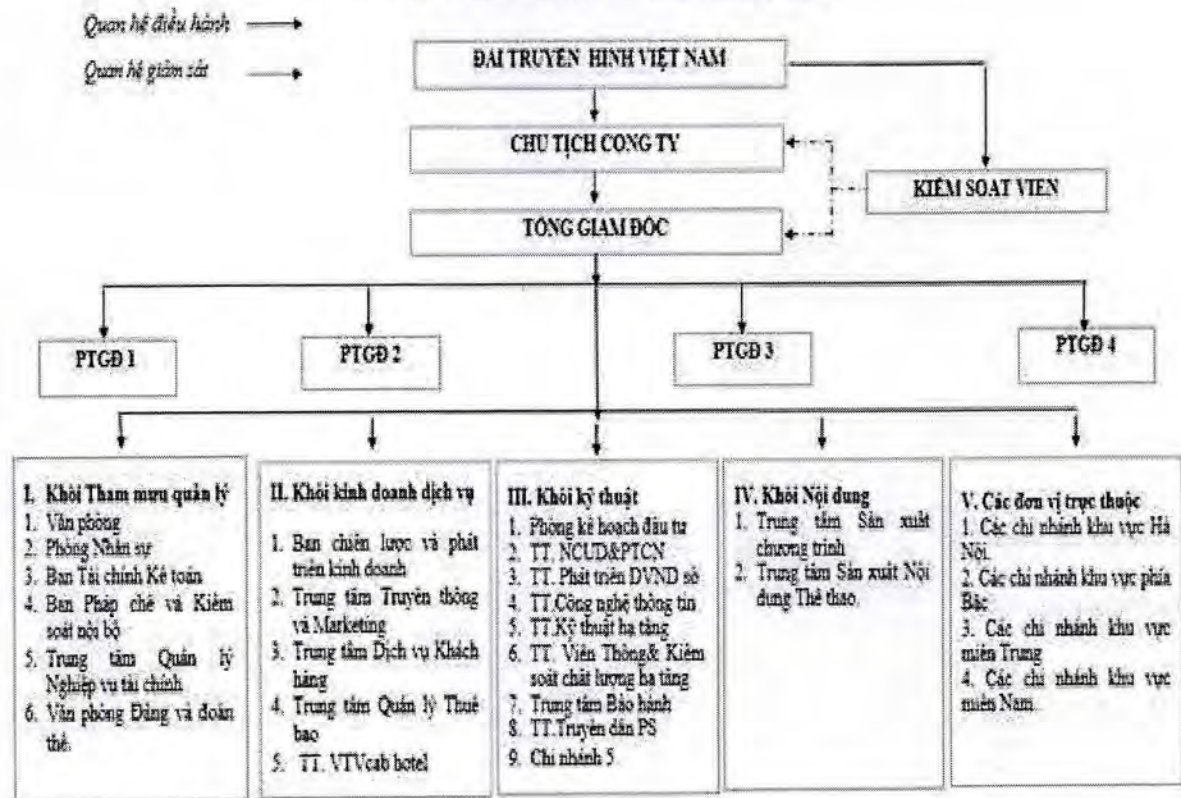 Quan hệ điều hành
Quan hệ giám sát
ĐÀI TRUYỀN HÌNH VIỆT NAM
CHỦ TỊCH CÔNG TY
KIỂM SOÁT VIÊN
TỔNG GIÁM ĐỐC
PTGĐ 1
PTGĐ 2
PTGĐ 3
PTGĐ 4
I. Khối Tham mưu quản lý
1. Văn phòng
2. Phòng Nhân sự
3. Ban Tài chính Kế toán
4. Ban Pháp chế và Kiểm
soát nội bộ
5. Trung tâm Quản lý
Nghiệp vụ tài chính
6. Văn phòng Đảng và đoàn
thể.
II. Khối kinh doanh dịch vụ
1. Ban chiến lược và phát
triển kinh doanh
2. Trung tâm Truyền thông
và Marketing
3. Trung tâm Dịch vụ Khách
hàng
4. Trung tâm Quản lý Thuê
bao
5. TT. VTVcab hotel
III. Khối kỹ thuật
1. Phòng kế hoạch đầu tư
2. TT. NCUD&PTCN
3. TT. Phát triển DVND số
4. TT.Công nghệ thông tin
5. TT.Kỹ thuật hạ tầng
6. TT. Viễn Thông& Kiểm
soát chất lượng hạ tầng
7. Trung tâm Bảo hành
8. TT.Truyền dẫn PS
9. Chi nhánh 5
IV. Khối Nội dung
1. Trung tâm Sản xuất
chương trình
2. Trung tâm Sản xuất Nội
dung Thể thao.
V. Các đơn vị trực thuộc
1. Các chi nhánh khu vực Hà
Nội.
2. Các chi nhánh khu vực phía
Bắc
3. Các chi nhánh khu vực
miền Trung
4. Các chi nhánh khu vực
miền Nam.